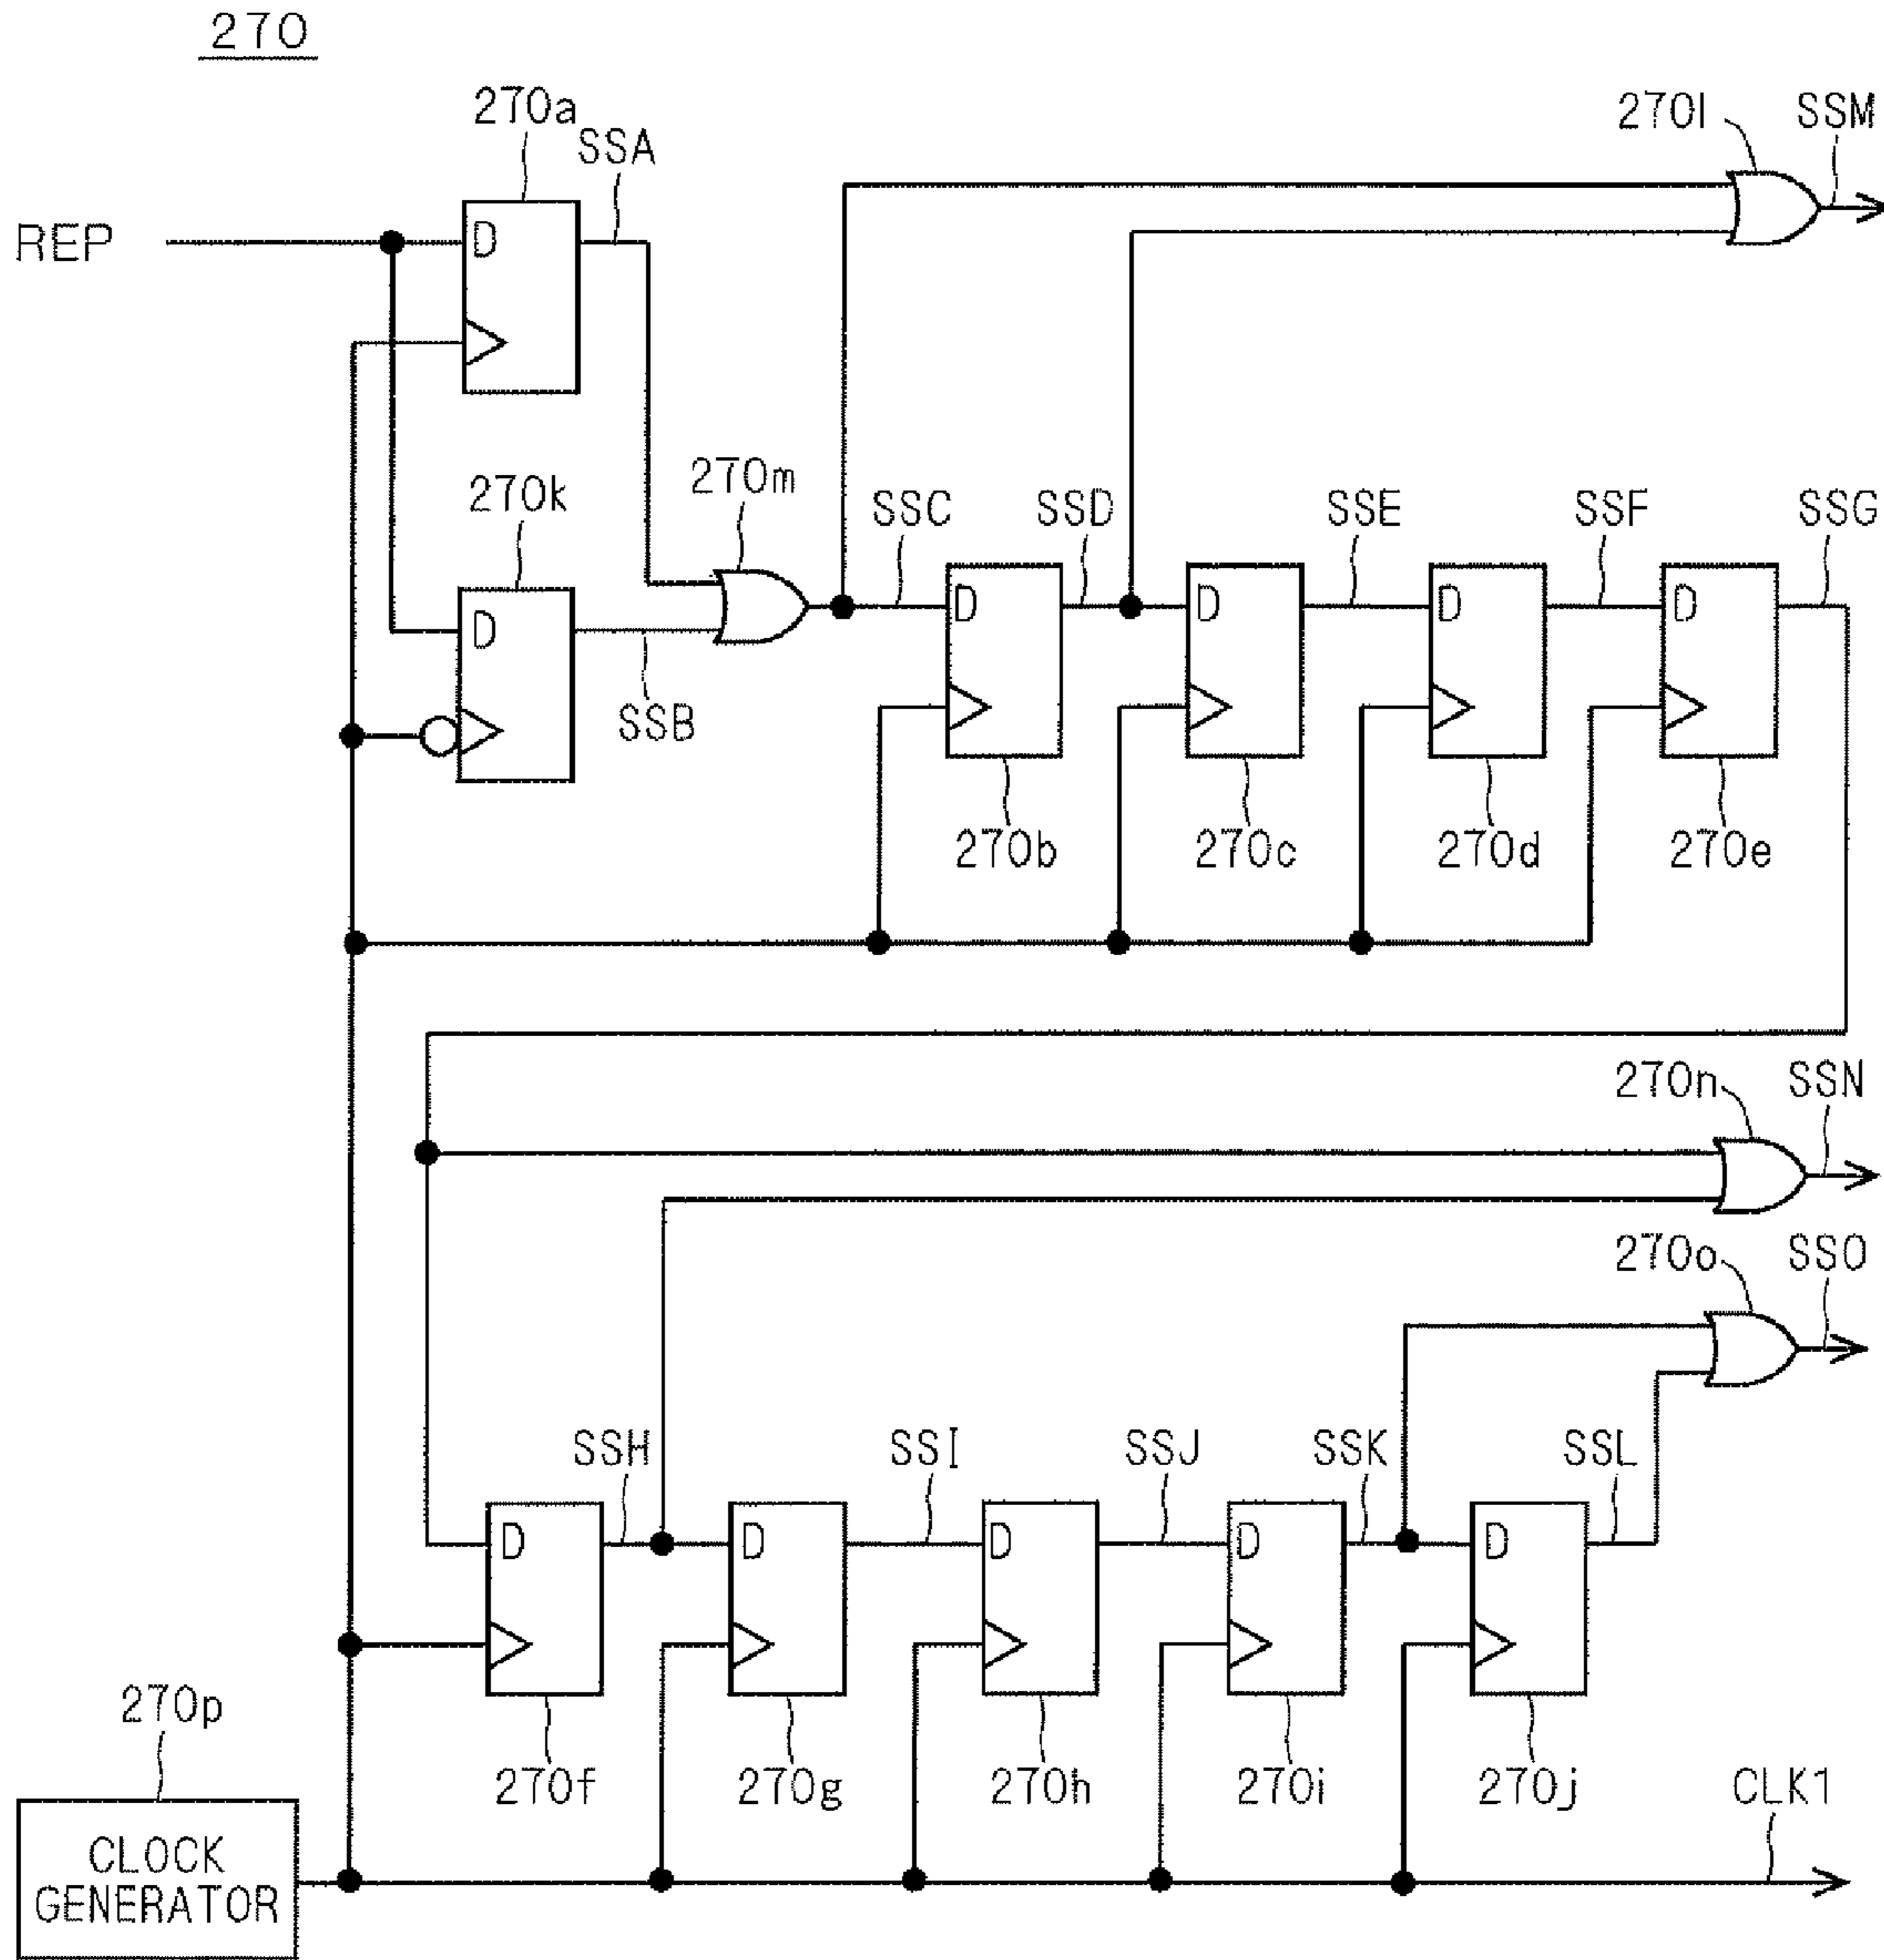 270
270a
SSA
270l
SSM
REP
D
270k
270m
D
SSB
SSC
SSD
SSE
SSF
SSG
D
D
D
D
270b
270c
270d
270e
270n
SSN
270o
SSO
SSH
SSI
SSJ
SSK
SSL
D
D
D
D
D
270p
270f
270g
270h
270i
270j
CLK1
CLOCK
GENERATOR